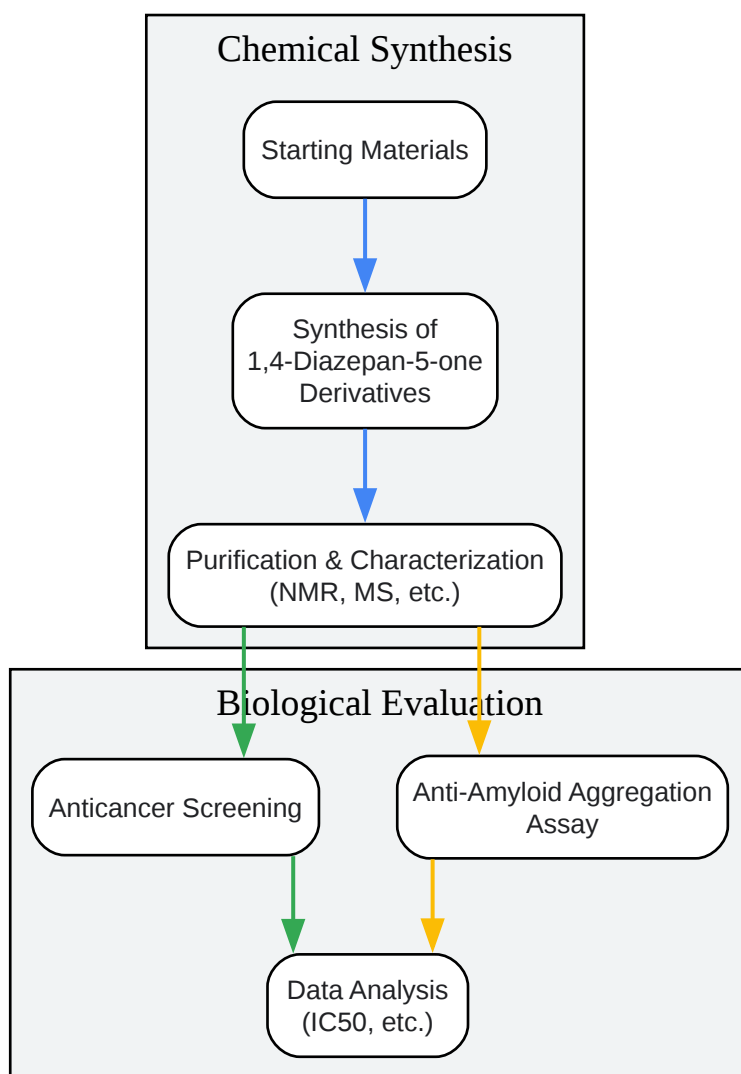 Chemical Synthesis
Starting Materials
Synthesis of
1,4-Diazepan-5-one
Derivatives
Purification & Characterization
(NMR, MS, etc.)
Biological Evaluation
Anticancer Screening
Anti-Amyloid Aggregation
Assay
Data Analysis
(IC50, etc.)